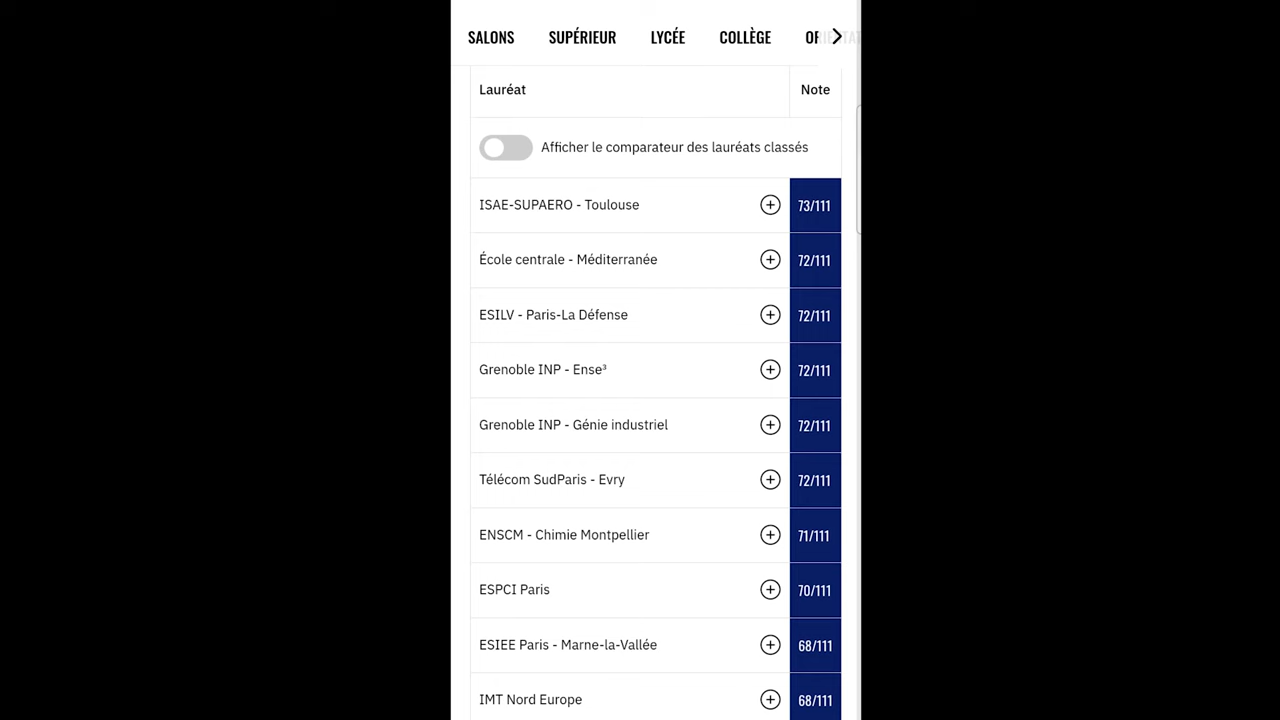 SALONS SUPÉRIEUR LYCÉE COLLÈGE
Lauréat Note
Afficher le comparateur des lauréats classés
ISAE-SUPAERO - Toulouse 73/111
École centrale - Méditerranée 72/111
ESILV - Paris-La Défense 72/111
Grenoble INP - Ense³ 72/111
Grenoble INP - Génie industriel 72/111
Télécom SudParis - Evry 72/111
ENSCM - Chimie Montpellier 71/111
ESPCI Paris 70/111
ESIEE Paris - Marne-la-Vallée 68/111
IMT Nord Europe 68/111